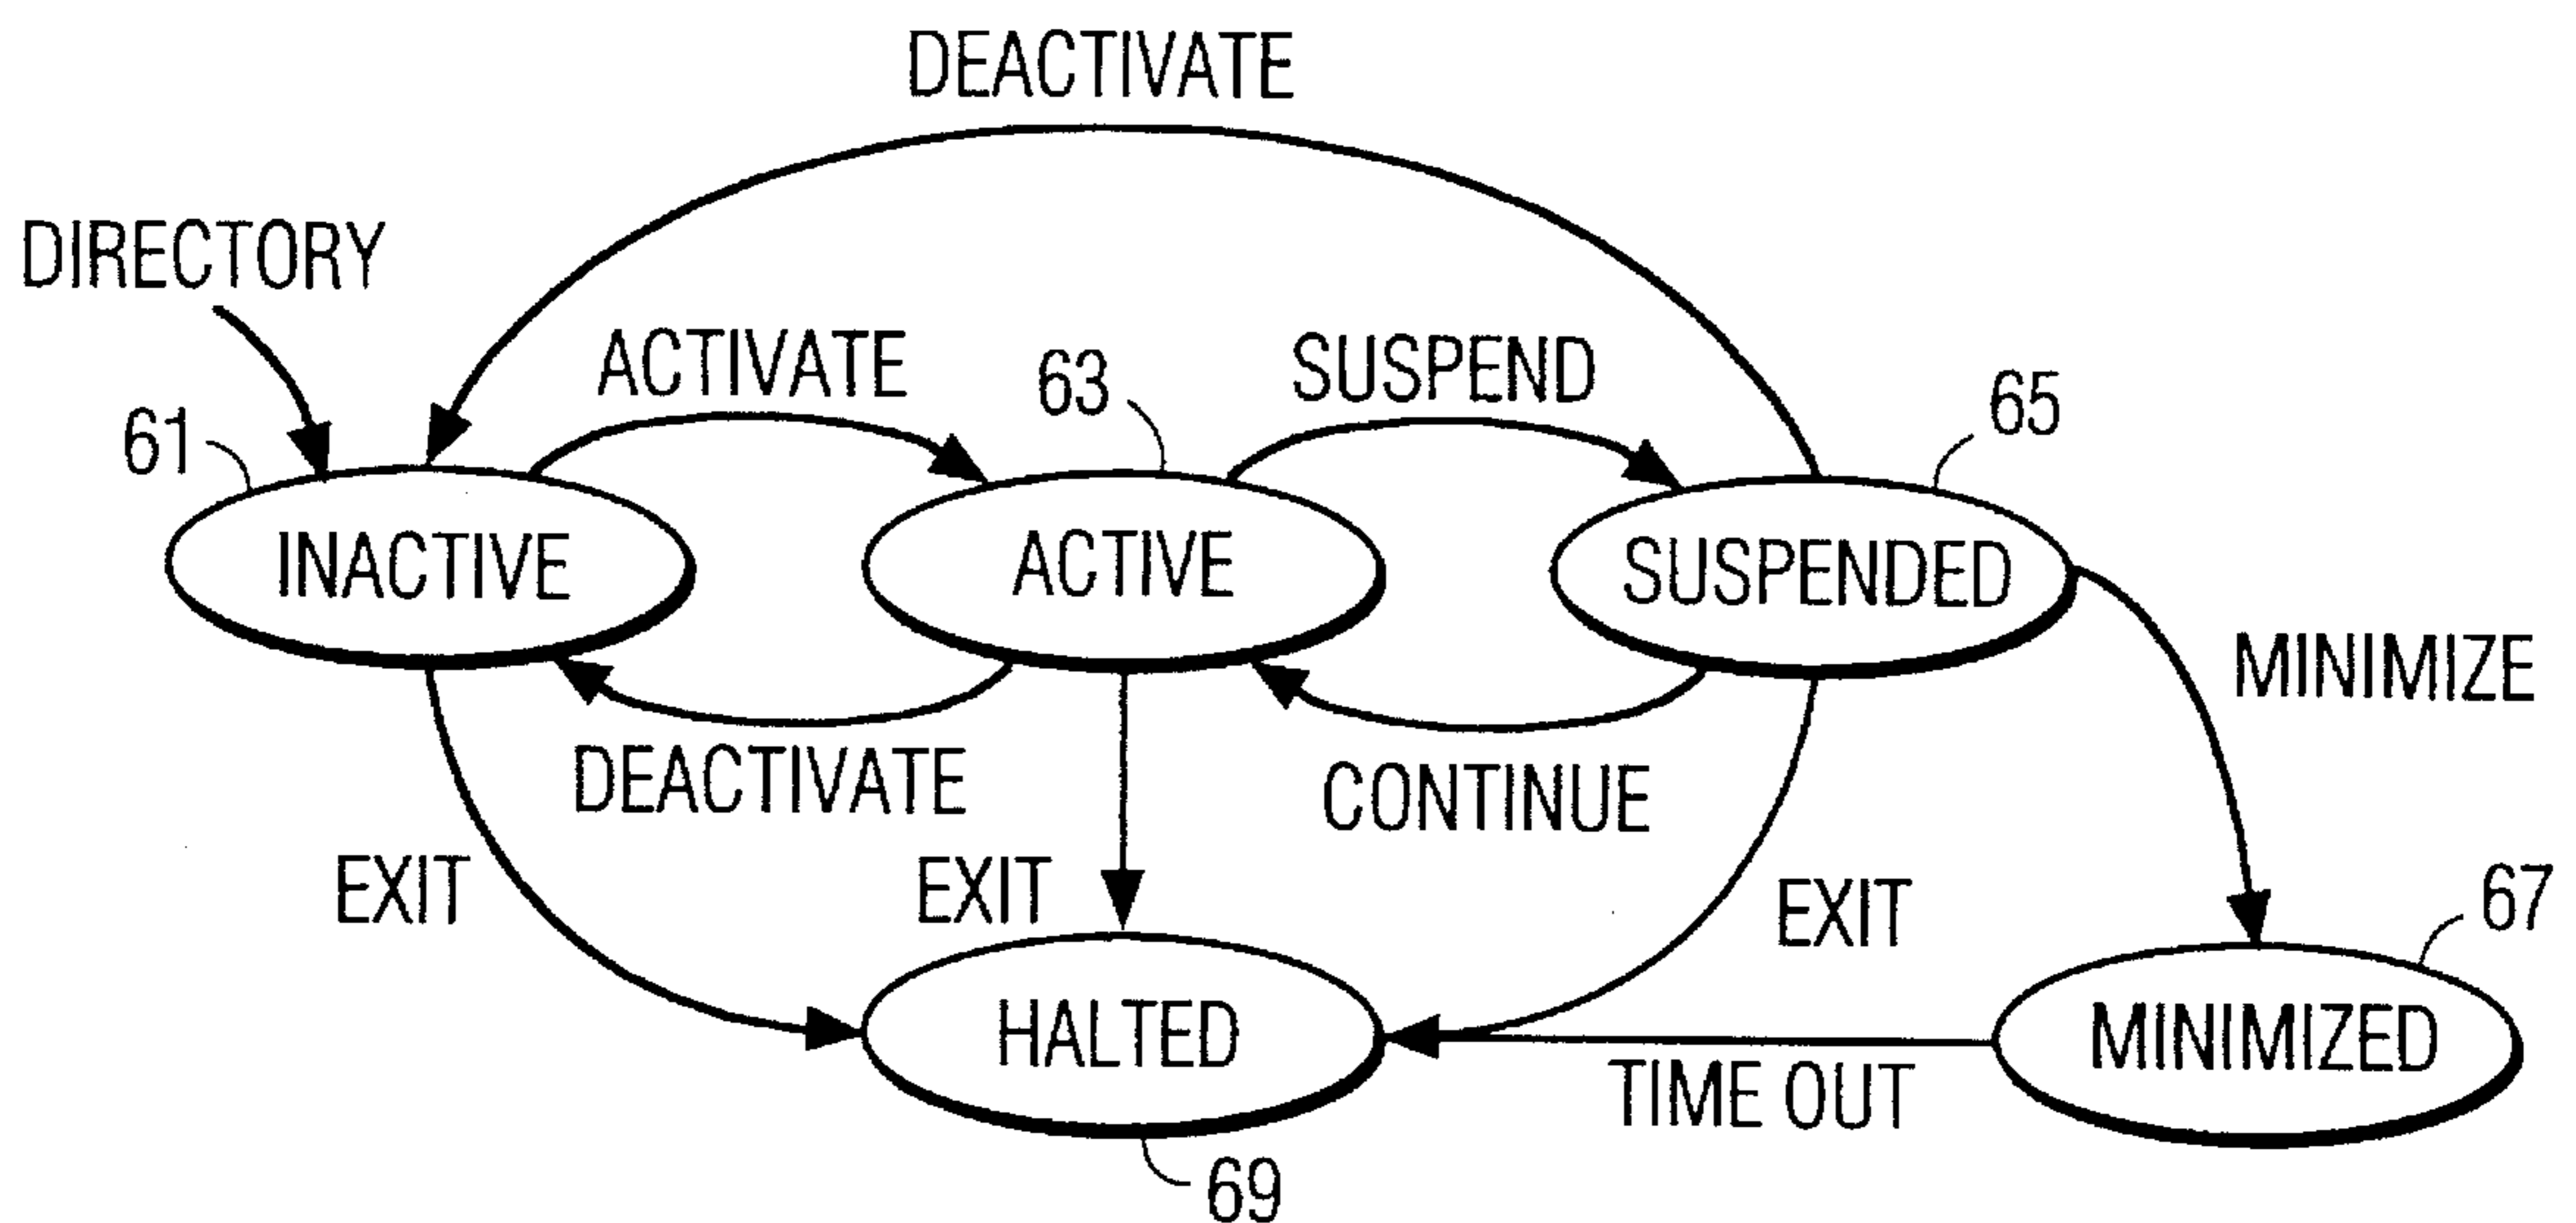 DEACTIVATE
DIRECTORY
ACTIVATE
63
SUSPEND
65
61
INACTIVE
ACTIVE
SUSPENDED
MINIMIZE
DEACTIVATE
CONTINUE
EXIT
EXIT
EXIT
67
HALTED
MINIMIZED
TIME OUT
69